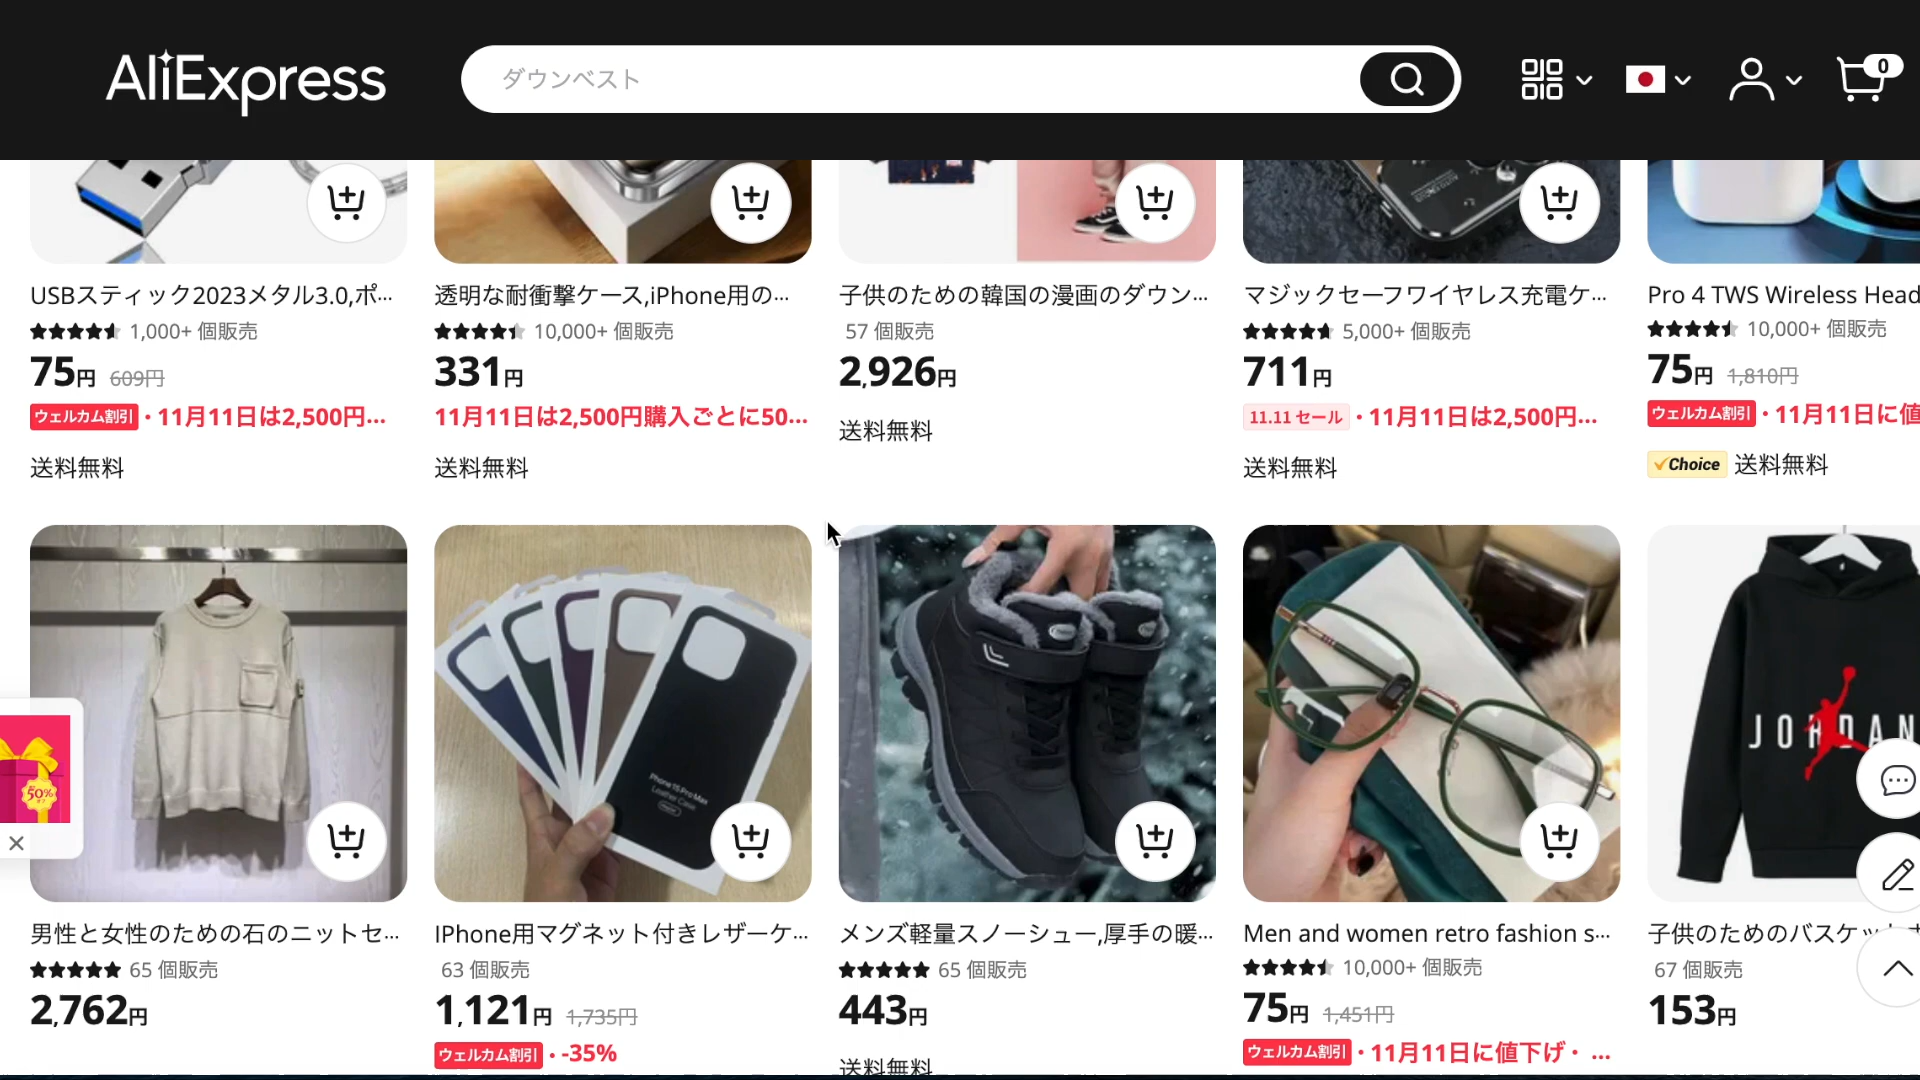 AliExpress
ダウンベスト
0
USBスティック2023メタル3.0,ポ...
1,000+ 個販売
75円 609円
ウェルカム割引・11月11日は2,500円...
送料無料
透明な耐衝撃ケース,iPhone用の...
10,000+ 個販売
331円
11月11日は2,500円購入ごとに50...
送料無料
子供のための韓国の漫画のダウン...
57 個販売
2,926円
送料無料
マジックセーフワイヤレス充電ケ...
5,000+ 個販売
711円
11.11 セール・11月11日は2,500円...
送料無料
Pro 4 TWS Wireless Head
10,000+ 個販売
75円 1,810円
ウェルカム割引・11月11日に値
Choice 送料無料
50%
iPhone 15 Pro Max
Leather Case
JORDAN
男性と女性のための石のニットセ...
65 個販売
2,762円
IPhone用マグネット付きレザーケ...
63 個販売
1,121円 1,735円
ウェルカム割引・-35%
メンズ軽量スノーシュー,厚手の暖...
65 個販売
443円
送料無料
Men and women retro fashion s...
10,000+ 個販売
75円 1,451円
ウェルカム割引・11月11日に値下げ・ ...
子供のためのバスケット
67 個販売
153円